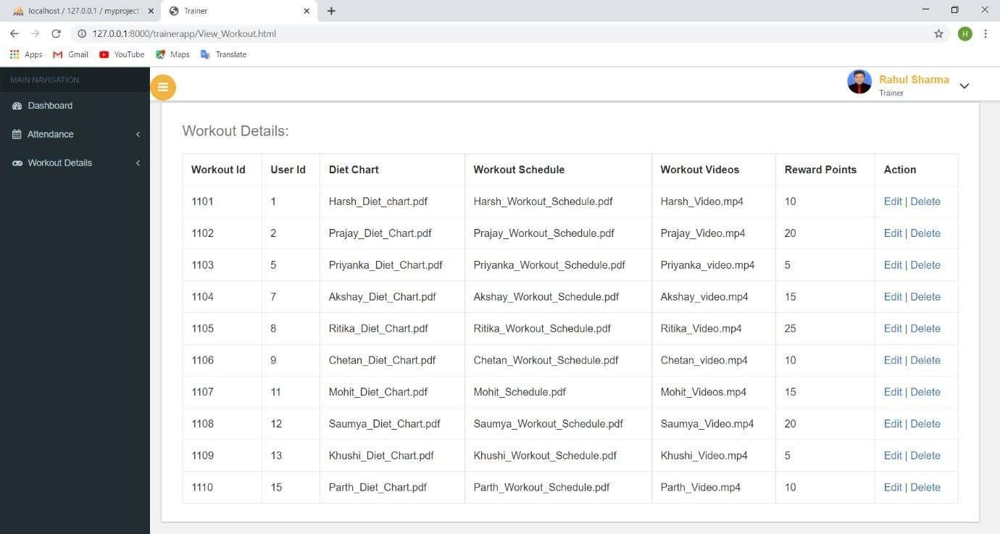 localhost / 127.0.0.1 / myproject
Trainer
127.0.0.1:8000/trainerapp/View_Workout.html
H
Apps Gmail YouTube Maps Translate
MAIN NAVIGATION
Dashboard
Attendance
Workout Details
Rahul Sharma
Trainer
Workout Details:
Workout Id User Id Diet Chart Workout Schedule Workout Videos Reward Points Action
1101 1 Harsh_Diet_chart.pdf Harsh_Workout_Schedule.pdf Harsh_Video.mp4 10 Edit | Delete
1102 2 Prajay_Diet_Chart.pdf Prajay_Workout_Schedule.pdf Prajay_Video.mp4 20 Edit | Delete
1103 5 Priyanka_Diet_Chart.pdf Priyanka_Workout_Schedule.pdf Priyanka_video.mp4 5 Edit | Delete
1104 7 Akshay_Diet_Chart.pdf Akshay_Workout_Schedule.pdf Akshay_video.mp4 15 Edit | Delete
1105 8 Ritika_Diet_Chart.pdf Ritika_Workout_Schedule.pdf Ritika_Video.mp4 25 Edit | Delete
1106 9 Chetan_Diet_Chart.pdf Chetan_Workout_Schedule.pdf Chetan_video.mp4 10 Edit | Delete
1107 11 Mohit_Diet_Chart.pdf Mohit_Schedule.pdf Mohit_Videos.mp4 15 Edit | Delete
1108 12 Saumya_Diet_Chart.pdf Saumya_Workout_Schedule.pdf Saumya_Video.mp4 20 Edit | Delete
1109 13 Khushi_Diet_Chart.pdf Khushi_Workout_Schedule.pdf Khushi_Video.mp4 5 Edit | Delete
1110 15 Parth_Diet_Chart.pdf Parth_Workout_Schedule.pdf Parth_Video.mp4 10 Edit | Delete